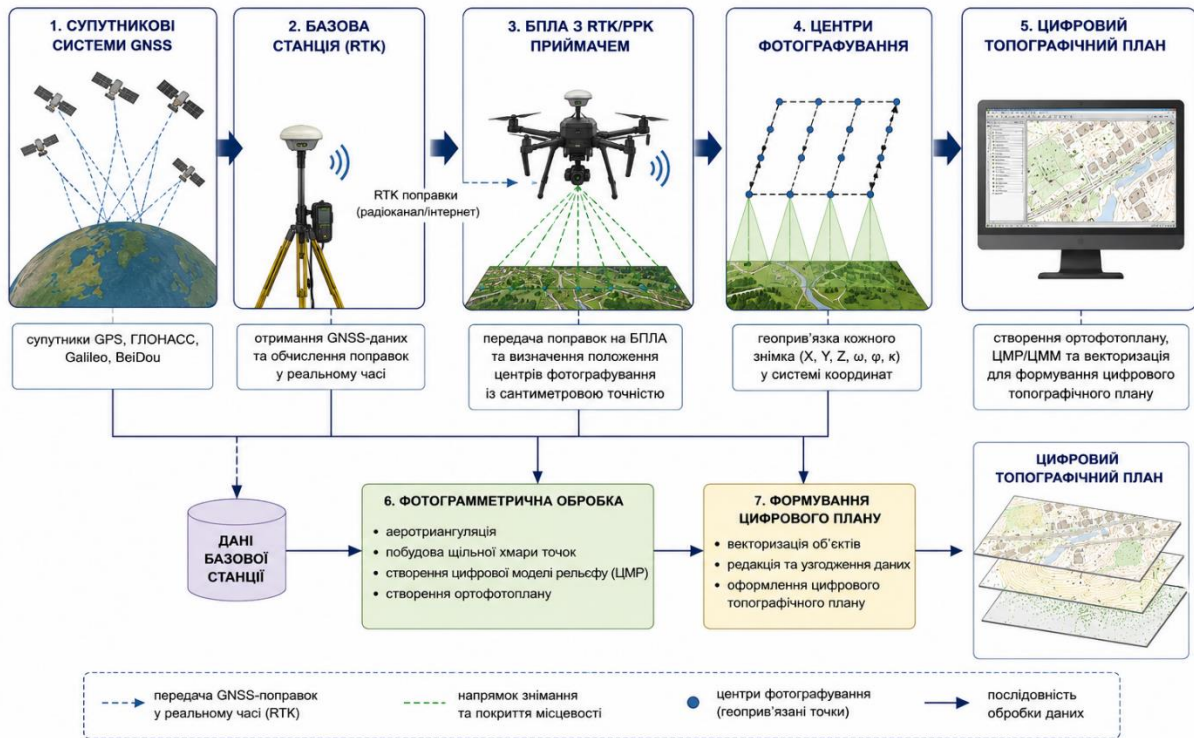 1. СУПУТНИКОВІ
СИСТЕМИ GNSS
2. БАЗОВА
СТАНЦІЯ (RTK)
3. БПЛА З RTK/PPK
ПРИЙМАЧЕМ
4. ЦЕНТРИ
ФОТОГРАФУВАННЯ
5. ЦИФРОВИЙ
ТОПОГРАФІЧНИЙ ПЛАН
RTK поправки
(радіоканал/інтернет)
супутники GPS, ГЛОНАСС,
Galileo, BeiDou
отримання GNSS-даних
та обчислення поправок
у реальному часі
передача поправок на БПЛА
та визначення положення
центрів фотографування
із сантиметровою точністю
геоприв’язка кожного
знімка (X, Y, Z, ω, φ, κ)
у системі координат
створення ортофотоплану,
ЦМР/ЦММ та векторизація
для формування цифрового
топографічного плану
ДАНІ
БАЗОВОЇ
СТАНЦІЇ
6. ФОТОГРАММЕТРИЧНА ОБРОБКА
• аеротриангуляція
• побудова щільної хмари точок
• створення цифрової моделі рельєфу (ЦМР)
• створення ортофотоплану
7. ФОРМУВАННЯ
ЦИФРОВОГО ПЛАНУ
• векторизація об’єктів
• редакція та узгодження даних
• оформлення цифрового
топографічного плану
ЦИФРОВИЙ
ТОПОГРАФІЧНИЙ ПЛАН
передача GNSS-поправок
у реальному часі (RTK)
напрямок знімання
та покриття місцевості
центри фотографування
(геоприв’язані точки)
послідовність
обробки даних